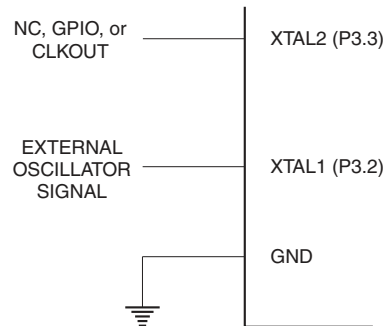 NC, GPIO, or
CLKOUT
XTAL2 (P3.3)
EXTERNAL
OSCILLATOR
SIGNAL
XTAL1 (P3.2)
GND